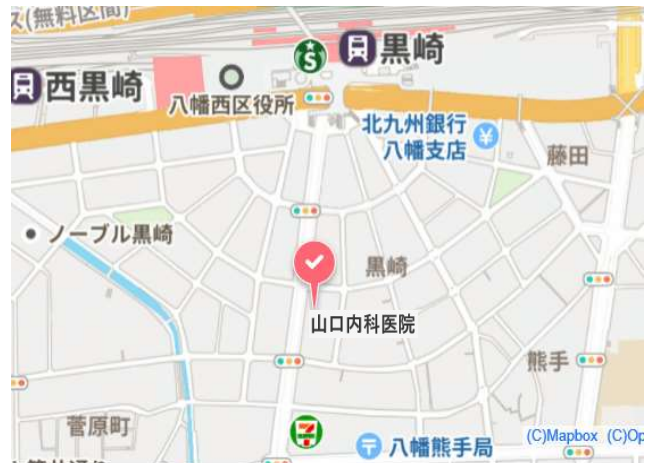 ス(無料区間)
黒崎
西黒崎
八幡西区役所
北九州銀行
八幡支店
藤田
ノーブル黒崎
黒崎
山口内科医院
熊手
菅原町
八幡熊手局
(C)Mapbox (C)Op